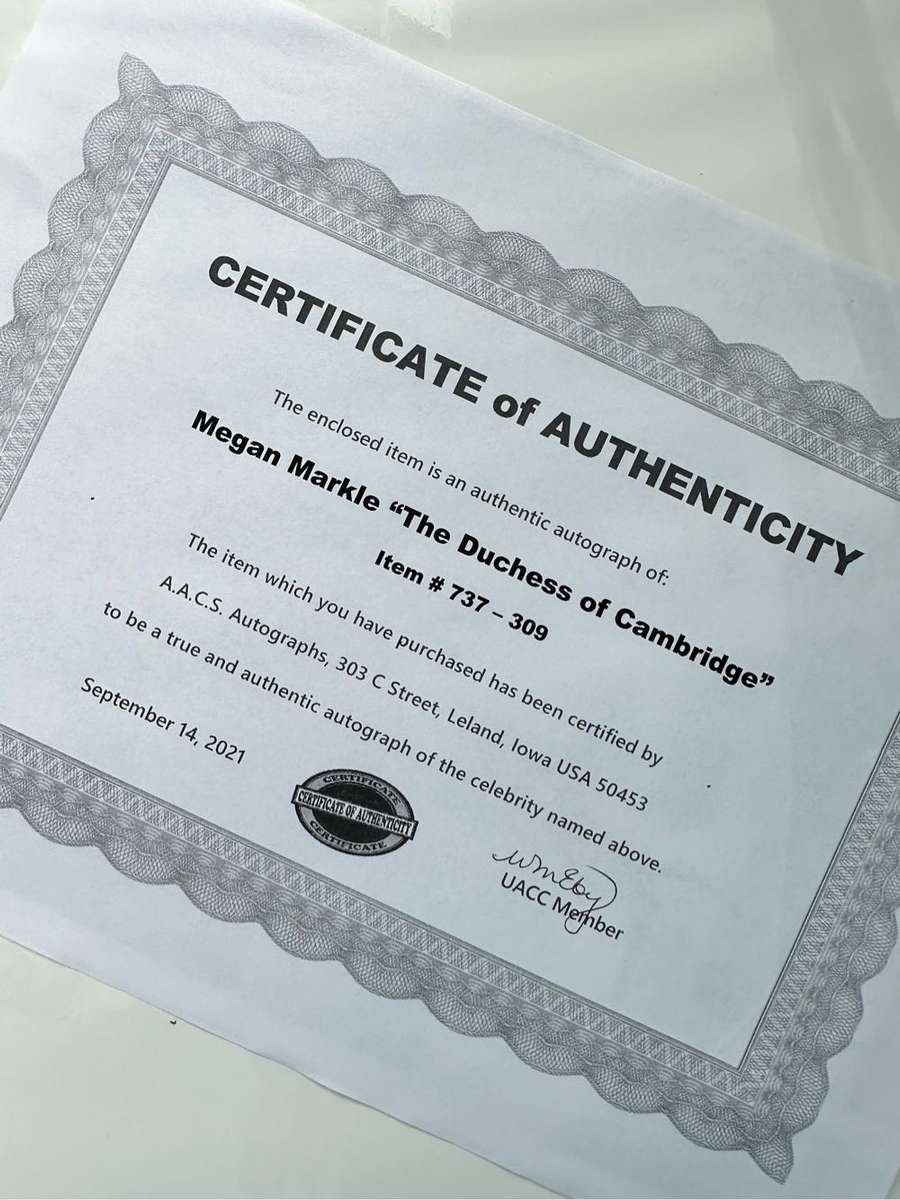 CERTIFICATE of AUTHENTICITY
The enclosed item is an authentic autograph of:
Megan Markle “The Duchess of Cambridge”
Item # 737 – 309
The item which you have purchased has been certified by
A.A.C.S. Autographs, 303 C Street, Leland, Iowa USA 50453
to be a true and authentic autograph of the celebrity named above.
September 14, 2021
CERTIFICATE
CERTIFICATE OF AUTHENTICITY
CERTIFICATE
UACC Member